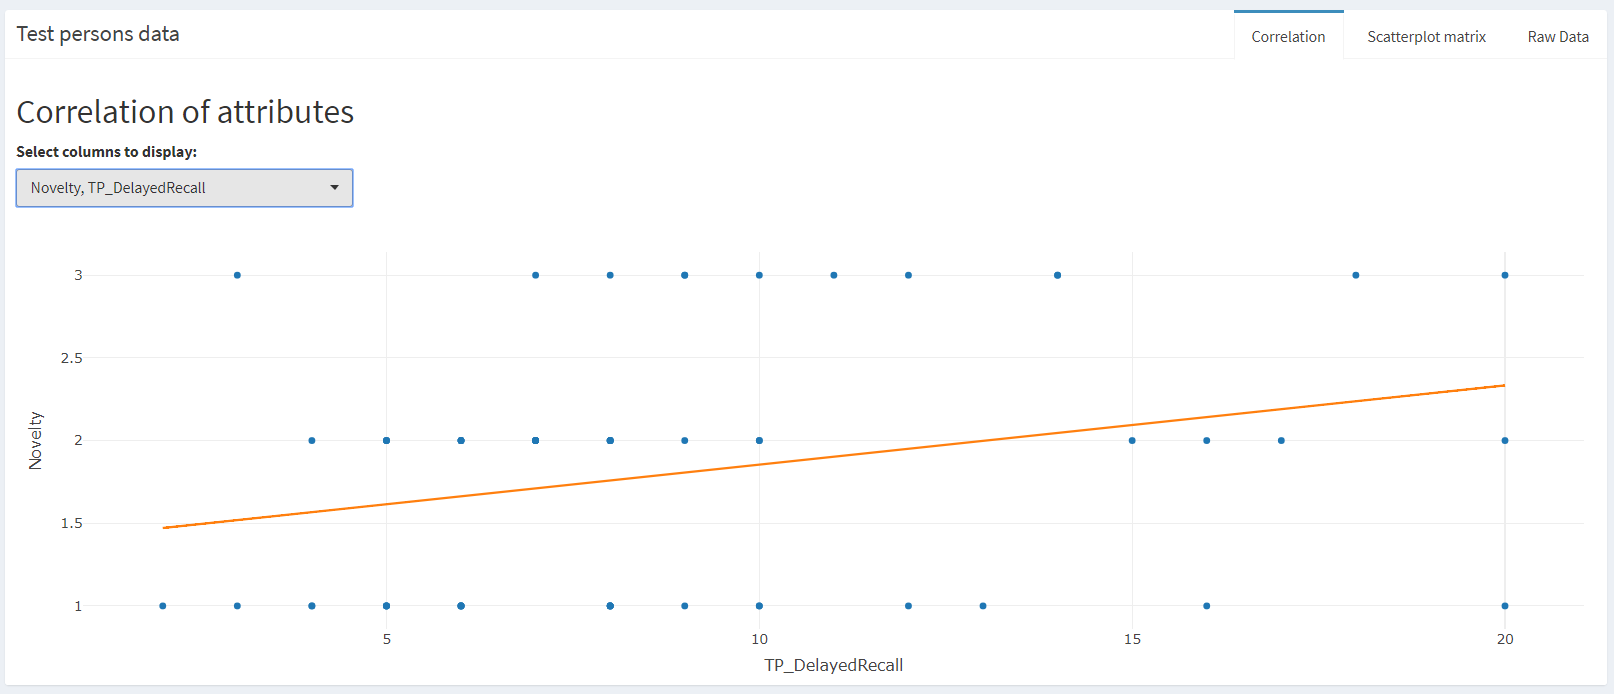 Test persons data
Correlation
Scatterplot matrix
Raw Data
Correlation of attributes
Select columns to display:
Novelty, TP_DelayedRecall
3
2.5
2
1.5
1
Novelty
5
10
15
20
TP_DelayedRecall